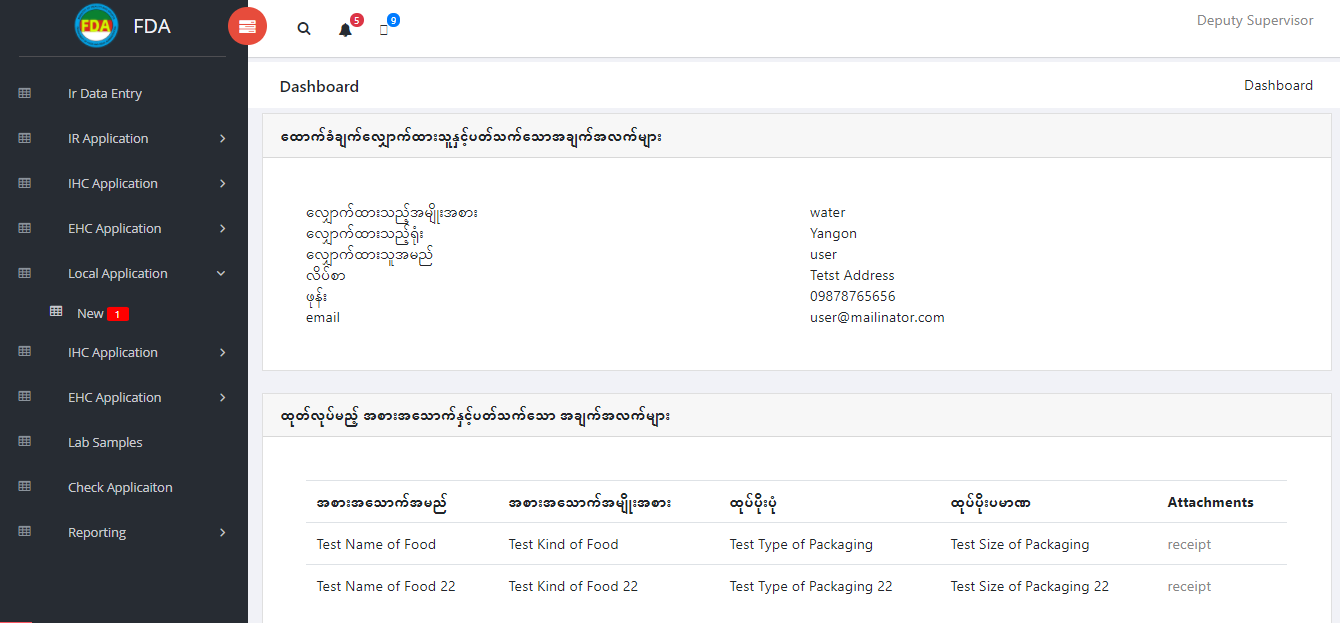 FDA
FDA
5
9
Deputy Supervisor
Ir Data Entry
IR Application
IHC Application
EHC Application
Local Application
New 1
IHC Application
EHC Application
Lab Samples
Check Applicaiton
Reporting
Dashboard
Dashboard
ထောက်ခံချက်လျှောက်ထားသူနှင့်ပတ်သက်သောအချက်အလက်များ
လျှောက်ထားသည့်အမျိုးအစား water
လျှောက်ထားသည့်ရုံး Yangon
လျှောက်ထားသူအမည် user
လိပ်စာ Tetst Address
ဖုန်း 09878765656
email user@mailinator.com
ထုတ်လုပ်မည့် အစားအသောက်နှင့်ပတ်သက်သော အချက်အလက်များ
အစားအသောက်အမည် အစားအသောက်အမျိုးအစား ထုပ်ပိုးပုံ ထုပ်ပိုးပမာဏ Attachments
Test Name of Food Test Kind of Food Test Type of Packaging Test Size of Packaging receipt
Test Name of Food 22 Test Kind of Food 22 Test Type of Packaging 22 Test Size of Packaging 22 receipt